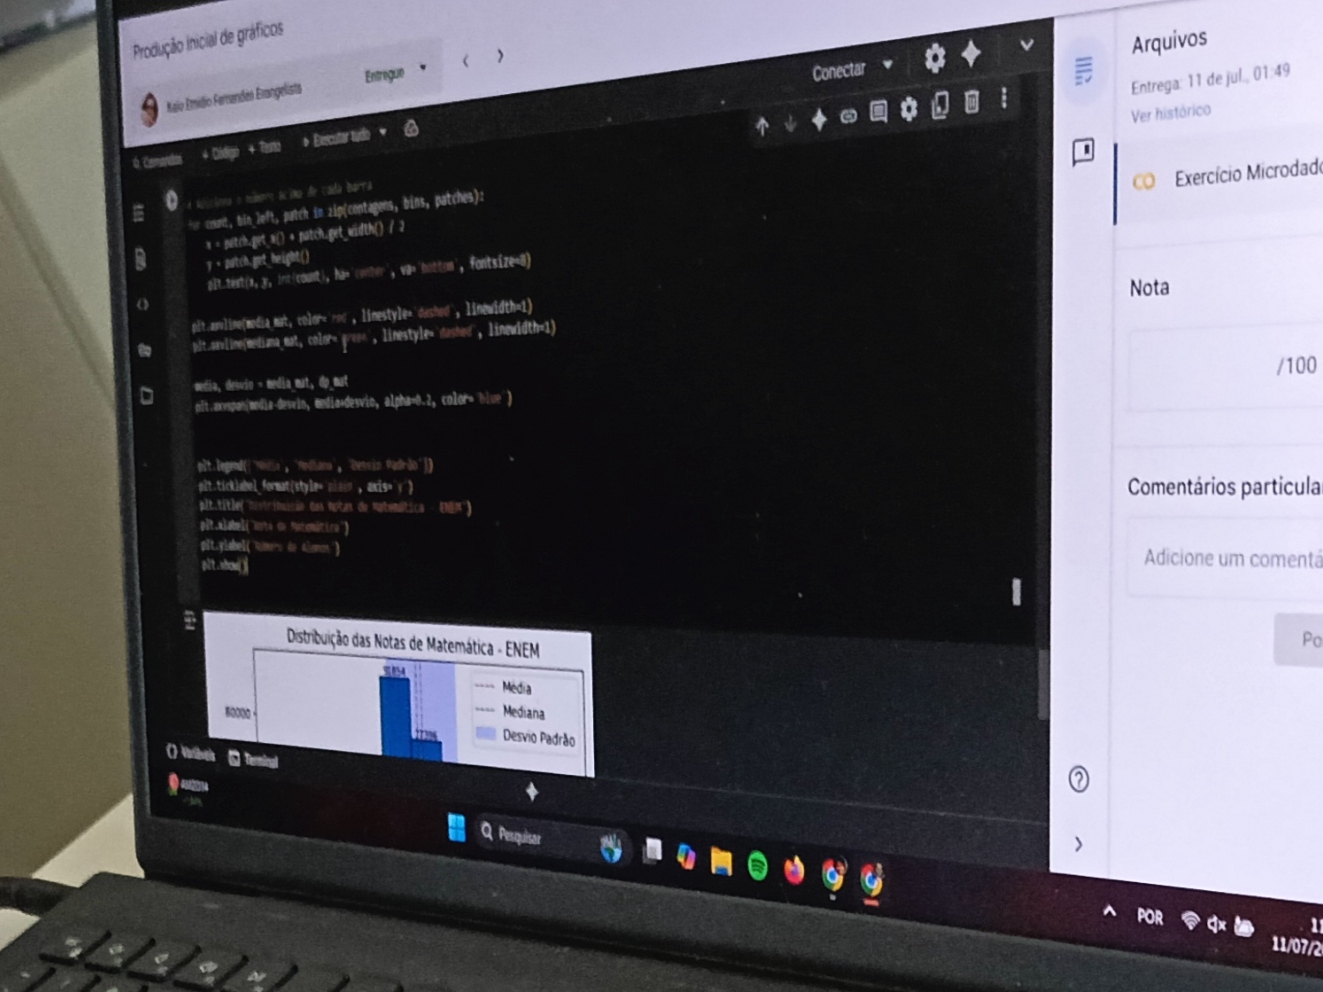 Produção inicial de gráficos
Kaio Emidio Fernandes Evangelista
Entregue
Comandos + Código + Texto Executar tudo
Conectar
# Adiciona o número acima de cada barra
for count, bin_left, patch in zip(contagens, bins, patches):
x = patch.get_x() + patch.get_width() / 2
y = patch.get_height()
plt.text(x, y, int(count), ha='center', va='bottom', fontsize=8)
plt.axvline(media_mat, color='red', linestyle='dashed', linewidth=1)
plt.axvline(mediana_mat, color='green', linestyle='dashed', linewidth=1)
media, desvio = media_mat, dp_mat
plt.axvspan(media-desvio, media+desvio, alpha=0.2, color='blue')
plt.legend(['Média', 'Mediana', 'Desvio Padrão'])
plt.ticklabel_format(style='plain', axis='y')
plt.title('Distribuição das Notas de Matemática - ENEM')
plt.xlabel('Nota de Matemática')
plt.ylabel('Número de Alunos')
plt.show()
Distribuição das Notas de Matemática - ENEM
80000
Média
Mediana
Desvio Padrão
Variáveis Terminal
Pesquisar
Arquivos
Entrega: 11 de jul., 01:49
Ver histórico
CO Exercício Microdado
Nota
/100
Comentários particula
Adicione um comentá
Po
POR
11
11/07/2